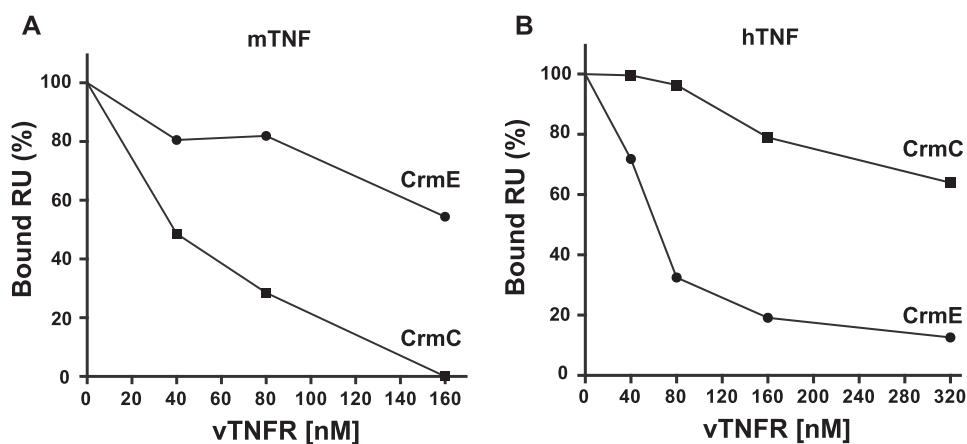 A
mTNF
Bound RU (%)
100
80
60
40
20
0
CrmE
CrmC
0 20 40 60 80 100 120 140 160
vTNFR [nM]
B
hTNF
Bound RU (%)
100
80
60
40
20
0
CrmC
CrmE
0 40 80 120 160 200 240 280 320
vTNFR [nM]